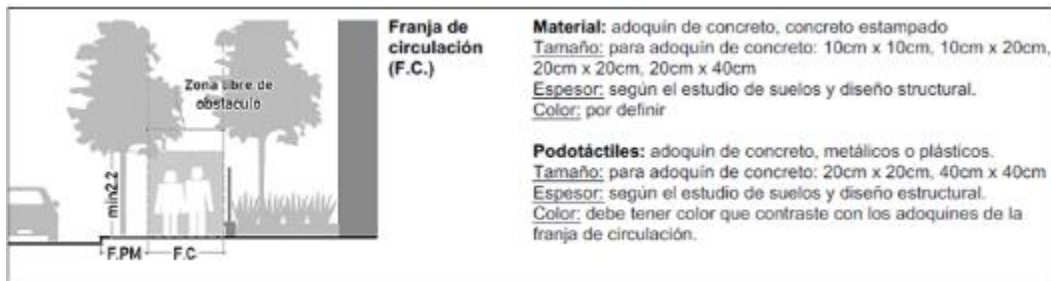 Zona libre de
obstaculo
min2.2
F.PM
F.C
Franja de
circulación
(F.C.)
Material: adoquín de concreto, concreto estampado
Tamaño: para adoquín de concreto: 10cm x 10cm, 10cm x 20cm,
20cm x 20cm, 20cm x 40cm
Espesor: según el estudio de suelos y diseño structural.
Color: por definir
Podotáctiles: adoquín de concreto, metálicos o plásticos.
Tamaño: para adoquín de concreto: 20cm x 20cm, 40cm x 40cm
Espesor: según el estudio de suelos y diseño estructural.
Color: debe tener color que contraste con los adoquines de la
franja de circulación.